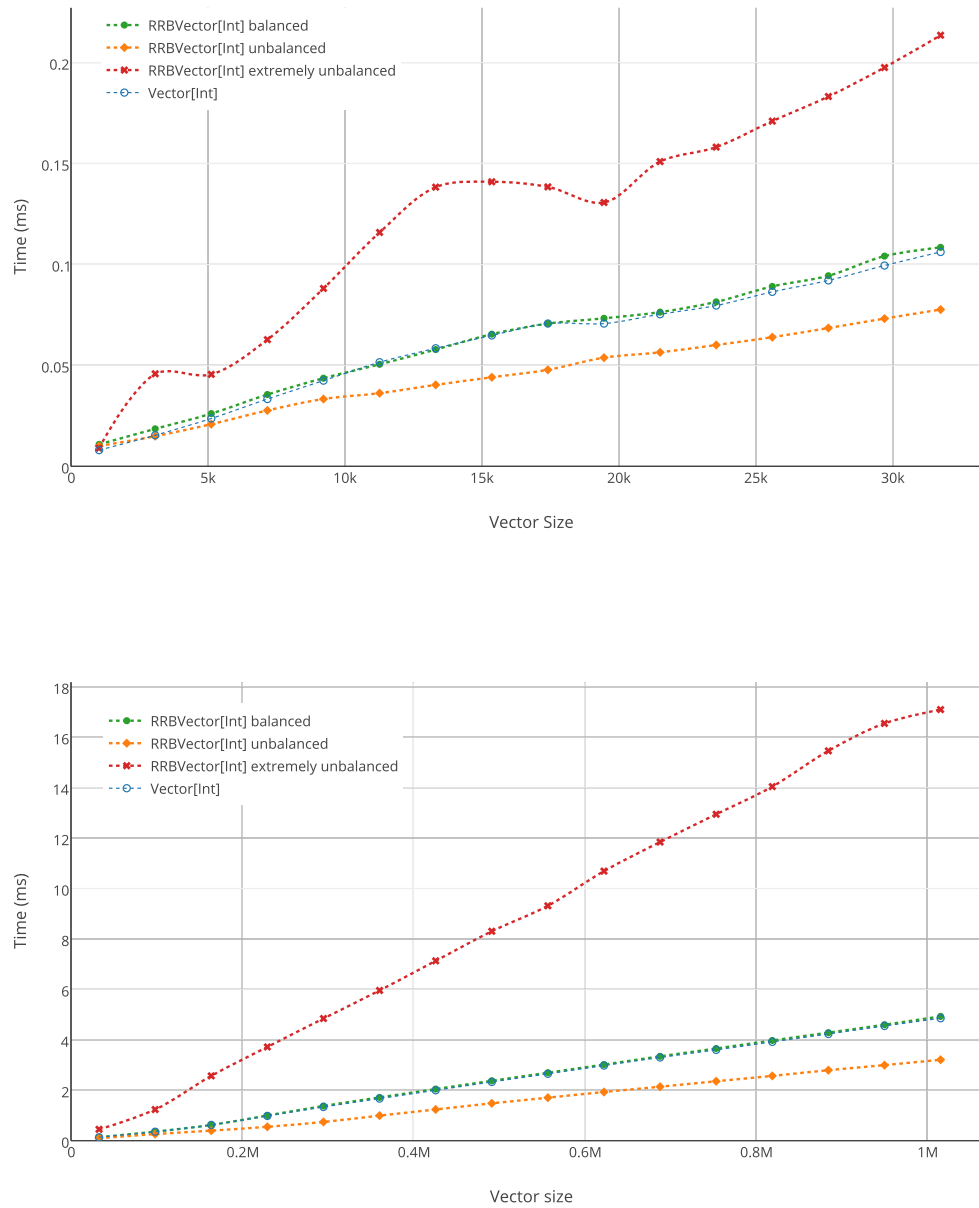 RRBVector[Int] balanced
RRBVector[Int] unbalanced
RRBVector[Int] extremely unbalanced
Vector[Int]
0.2
0.15
0.1
0.05
0
Time (ms)
0 5k 10k 15k 20k 25k 30k
Vector Size
18
16
14
12
10
8
6
4
2
0
RRBVector[Int] balanced
RRBVector[Int] unbalanced
RRBVector[Int] extremely unbalanced
Vector[Int]
Time (ms)
0 0.2M 0.4M 0.6M 0.8M 1M
Vector size